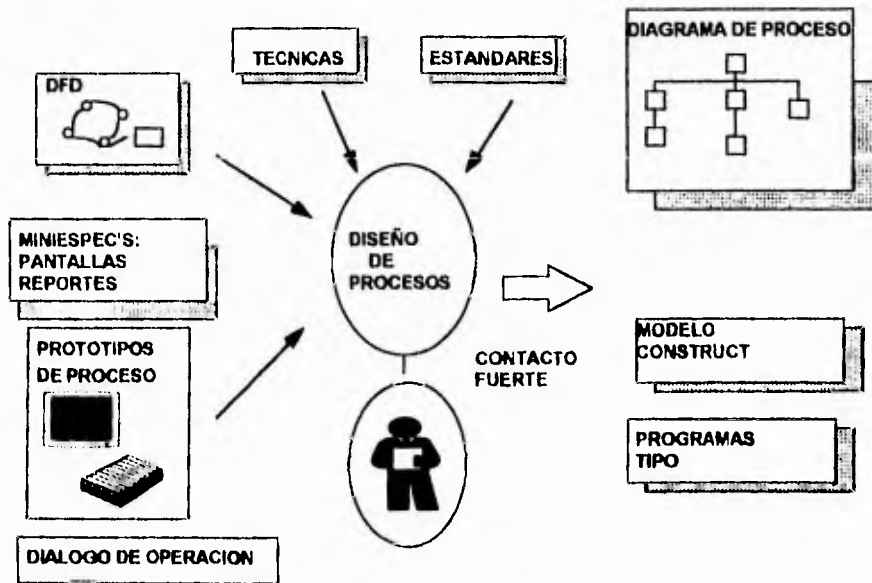 TECNICAS
ESTANDARES
DIAGRAMA DE PROCESO
DFD
MINIESPEC'S:
PANTALLAS
REPORTES
DISEÑO
DE
PROCESOS
PROTOTIPOS
DE PROCESO
CONTACTO
FUERTE
MODELO
CONSTRUCT
PROGRAMAS
TIPO
DIALOGO DE OPERACION